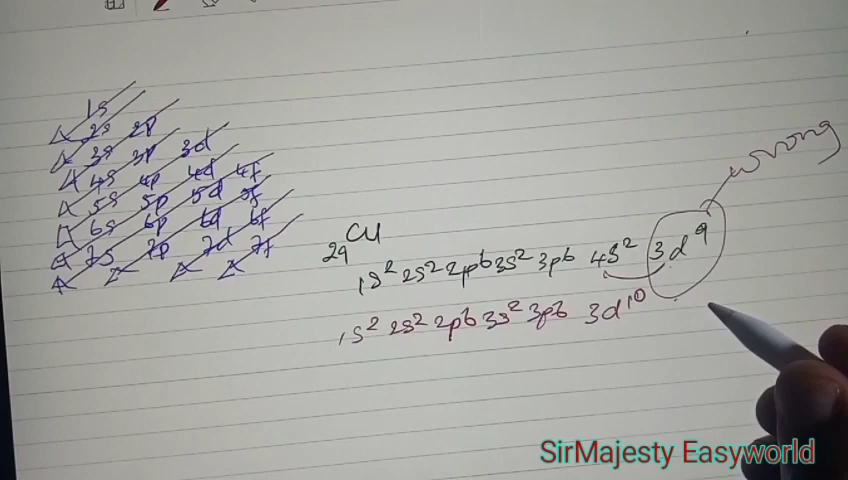 1s
2s 2p
3s 3p 3d
4s 4p 4d 4f
5s 5p 5d 5f
6s 6p 6d 6f
7s 7p 7d 7f
wrong
29Cu
1s² 2s² 2p⁶ 3s² 3p⁶ 4s² 3d⁹
1s² 2s² 2p⁶ 3s² 3p⁶ 3d¹⁰
SirMajesty Easyworld